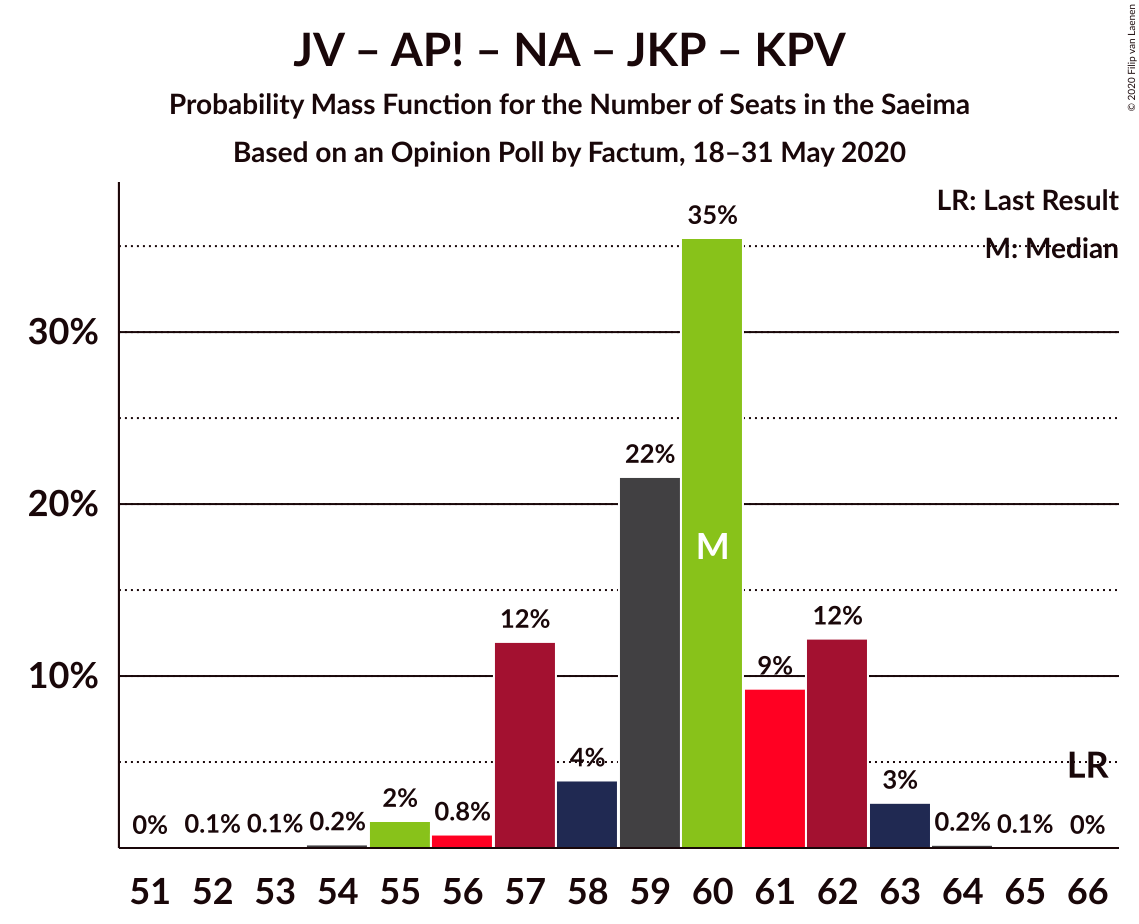 JV – AP! – NA – JKP – KPV
Probability Mass Function for the Number of Seats in the Saeima
Based on an Opinion Poll by Factum, 18–31 May 2020
© 2020 Filip van Laenen
LR: Last Result
M: Median
30%
20%
10%
0% 0.1% 0.1% 0.2% 2% 0.8% 12% 4% 22% 35% 9% 12% 3% 0.2% 0.1% 0%
M
LR
51 52 53 54 55 56 57 58 59 60 61 62 63 64 65 66